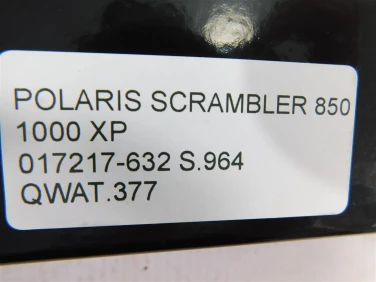 POLARIS SCRAMBLER 850
1000 XP
017217-632 S.964
QWAT.377